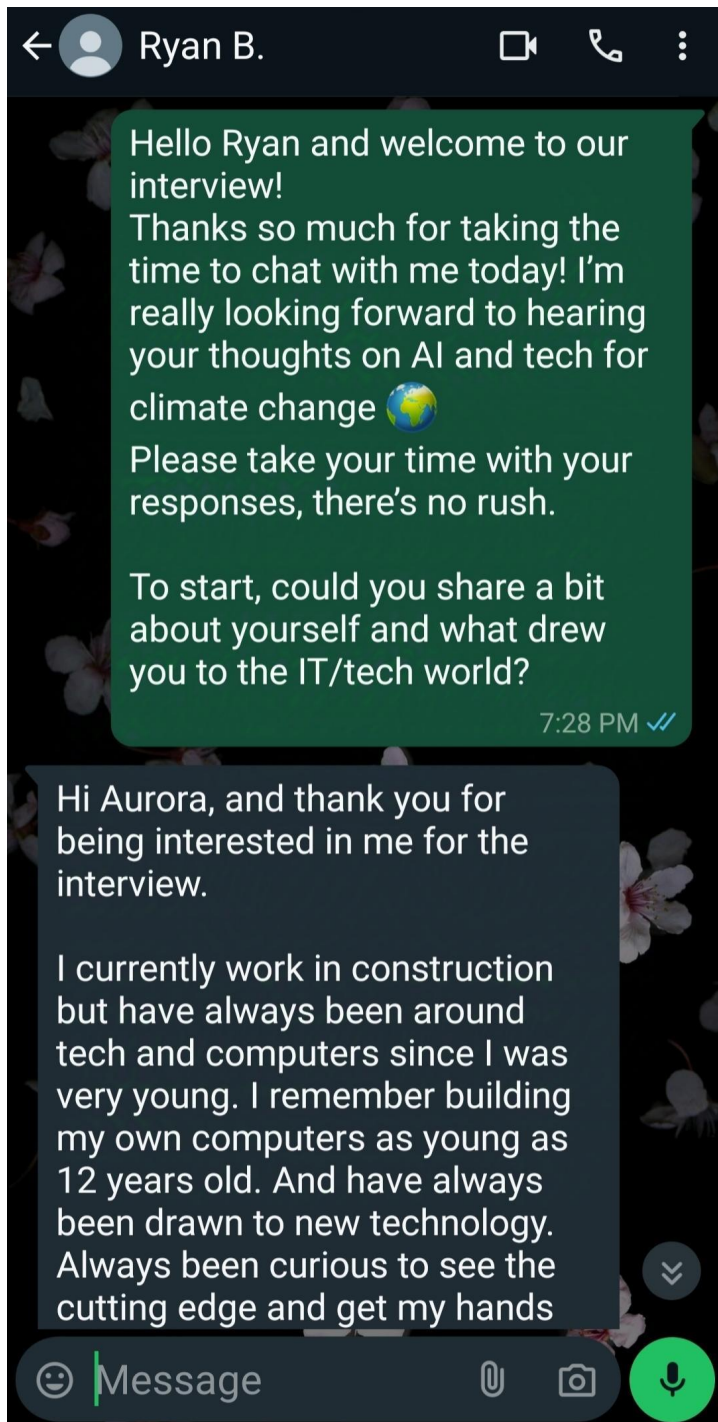 Ryan B.
Hello Ryan and welcome to our
interview!
Thanks so much for taking the
time to chat with me today! I’m
really looking forward to hearing
your thoughts on AI and tech for
climate change 🌍
Please take your time with your
responses, there’s no rush.
To start, could you share a bit
about yourself and what drew
you to the IT/tech world?
7:28 PM
Hi Aurora, and thank you for
being interested in me for the
interview.
I currently work in construction
but have always been around
tech and computers since I was
very young. I remember building
my own computers as young as
12 years old. And have always
been drawn to new technology.
Always been curious to see the
cutting edge and get my hands
Message